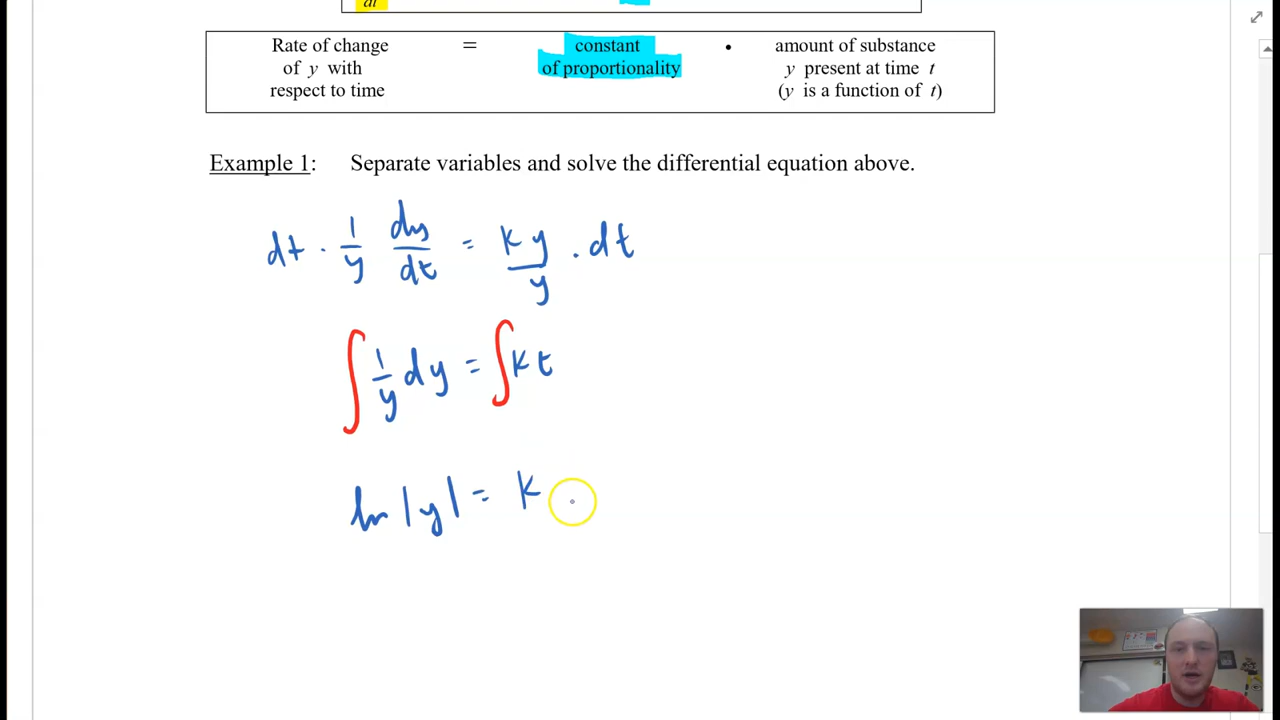 dt
Rate of change = constant · amount of substance
of y with of proportionality y present at time t
respect to time (y is a function of t)
Example 1: Separate variables and solve the differential equation above.
dt · 1/y dy/dt = ky/y · dt
∫ 1/y dy = ∫ kt
ln |y| = k